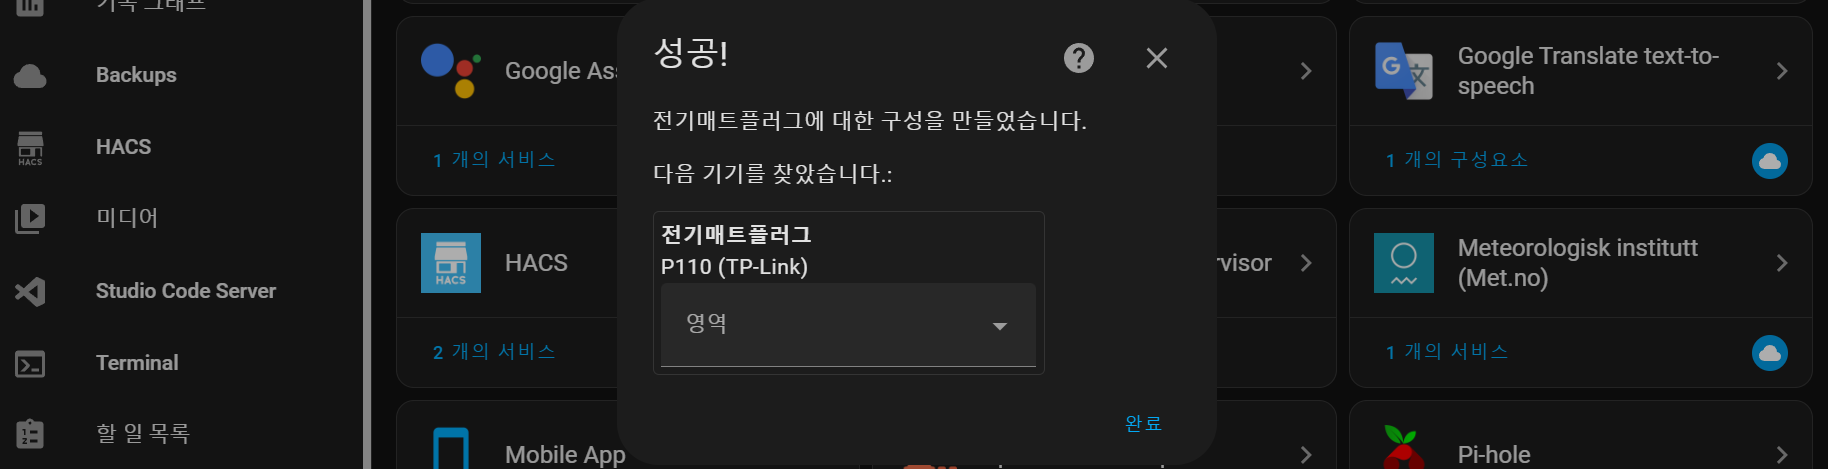 기록 그래프
Backups
HACS
미디어
Studio Code Server
Terminal
할 일 목록
Google Ass
1 개의 서비스
HACS
HACS
2 개의 서비스
Mobile App
성공!
전기매트플러그에 대한 구성을 만들었습니다.
다음 기기를 찾았습니다.:
전기매트플러그
P110 (TP-Link)
영역
완료
rvisor
Google Translate text-to-
speech
1 개의 구성요소
Meteorologisk institutt
(Met.no)
1 개의 서비스
Pi-hole